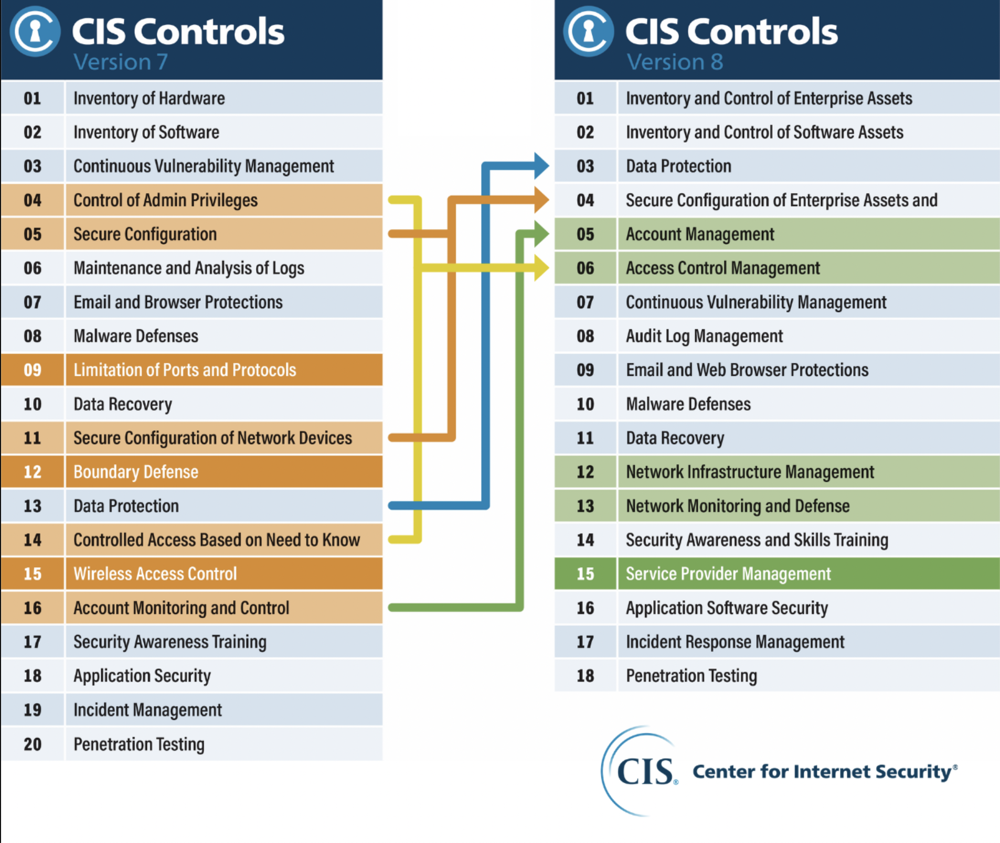 CIS Controls
Version 7
01 Inventory of Hardware
02 Inventory of Software
03 Continuous Vulnerability Management
04 Control of Admin Privileges
05 Secure Configuration
06 Maintenance and Analysis of Logs
07 Email and Browser Protections
08 Malware Defenses
09 Limitation of Ports and Protocols
10 Data Recovery
11 Secure Configuration of Network Devices
12 Boundary Defense
13 Data Protection
14 Controlled Access Based on Need to Know
15 Wireless Access Control
16 Account Monitoring and Control
17 Security Awareness Training
18 Application Security
19 Incident Management
20 Penetration Testing
CIS Controls
Version 8
01 Inventory and Control of Enterprise Assets
02 Inventory and Control of Software Assets
03 Data Protection
04 Secure Configuration of Enterprise Assets and
05 Account Management
06 Access Control Management
07 Continuous Vulnerability Management
08 Audit Log Management
09 Email and Web Browser Protections
10 Malware Defenses
11 Data Recovery
12 Network Infrastructure Management
13 Network Monitoring and Defense
14 Security Awareness and Skills Training
15 Service Provider Management
16 Application Software Security
17 Incident Response Management
18 Penetration Testing
CIS® Center for Internet Security®